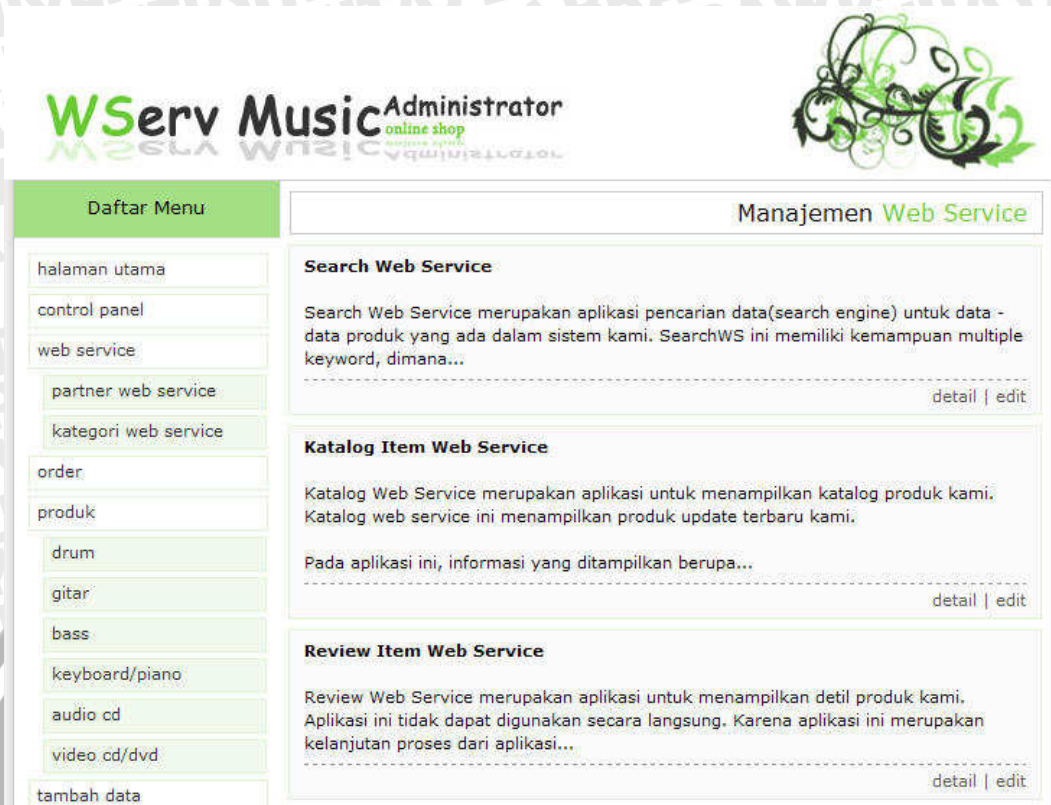 WServ Music Administrator
online shop
Daftar Menu
halaman utama
control panel
web service
partner web service
kategori web service
order
produk
drum
gitar
bass
keyboard/piano
audio cd
video cd/dvd
tambah data
Manajemen Web Service
Search Web Service
Search Web Service merupakan aplikasi pencarian data(search engine) untuk data -
data produk yang ada dalam sistem kami. SearchWS ini memiliki kemampuan multiple
keyword, dimana...
detail | edit
Katalog Item Web Service
Katalog Web Service merupakan aplikasi untuk menampilkan katalog produk kami.
Katalog web service ini menampilkan produk update terbaru kami.
Pada aplikasi ini, informasi yang ditampilkan berupa...
detail | edit
Review Item Web Service
Review Web Service merupakan aplikasi untuk menampilkan detil produk kami.
Aplikasi ini tidak dapat digunakan secara langsung. Karena aplikasi ini merupakan
kelanjutan proses dari aplikasi...
detail | edit